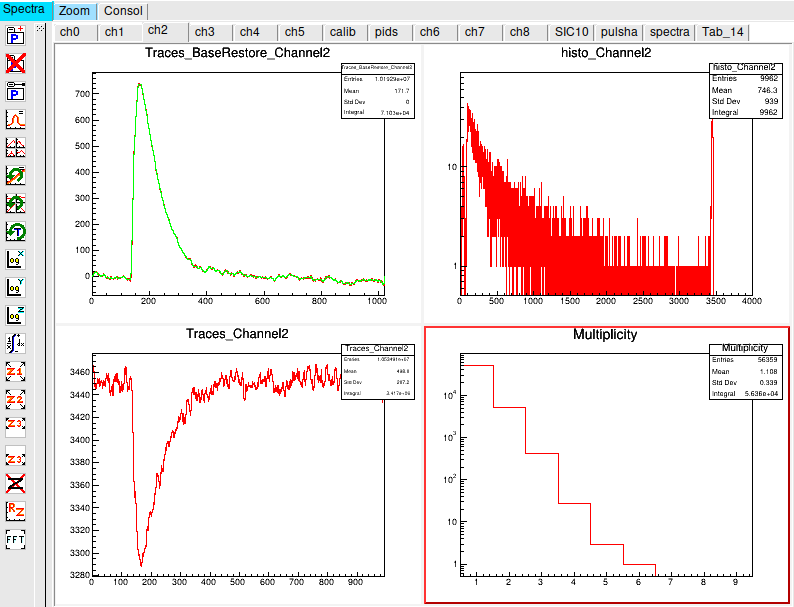 Spectra Zoom Consol
ch0 ch1 ch2 ch3 ch4 ch5 calib pids ch6 ch7 ch8 SIC10 pulsha spectra Tab_14
Traces_BaseRestore_Channel2
Traces_BaseRestore_Channel2
Entries 1.01929e+07
Mean 171.7
Std Dev 0
Integral 7.103e+04
700
600
500
400
300
200
100
0
0 200 400 600 800 1000
histo_Channel2
histo_Channel2
Entries 9962
Mean 746.3
Std Dev 939
Integral 9962
10
1
0 500 1000 1500 2000 2500 3000 3500 4000
Traces_Channel2
Traces_Channel2
Entries
Mean 498.8
Std Dev 287.2
Integral
3460
3440
3420
3400
3380
3360
3340
3320
3300
3280
0 100 200 300 400 500 600 700 800 900
Multiplicity
Multiplicity
Entries 56359
Mean 1.108
Std Dev 0.339
Integral 5.636e+04
10^4
10^3
10^2
10
1
1 2 3 4 5 6 7 8 9
P
P
T
log x
log Y
log z
Z1
Z2
Z3
Z3
Z
RZ
FFT